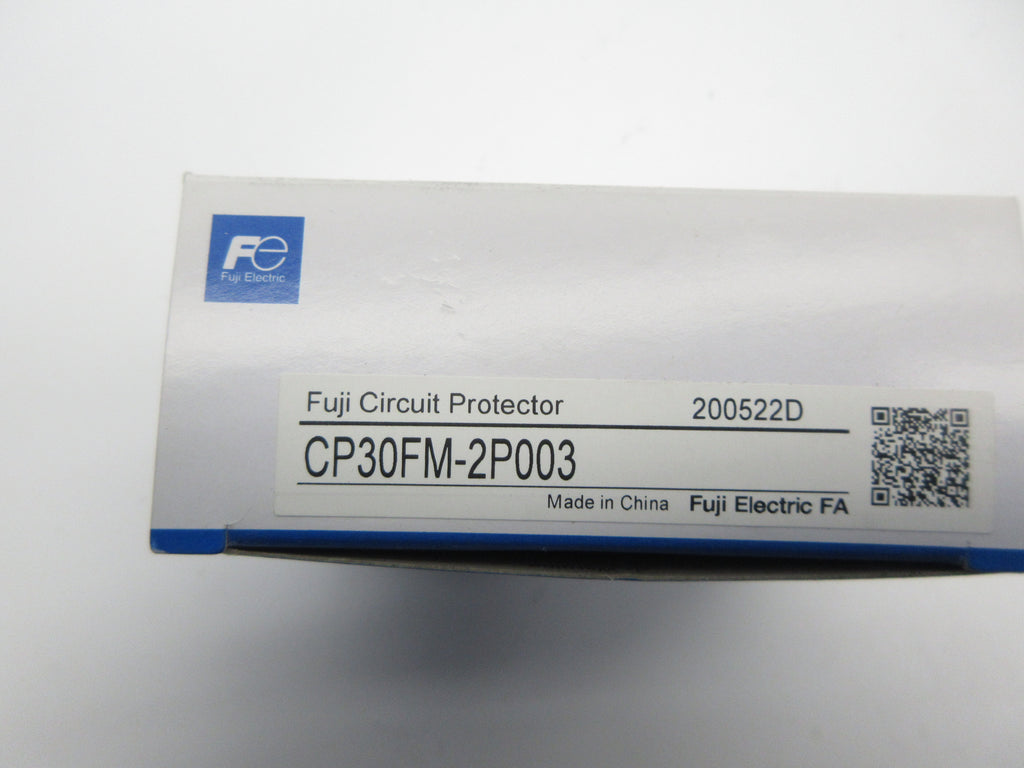 Fe
Fuji Electric
Fuji Circuit Protector 200522D
CP30FM-2P003
Made in China Fuji Electric FA